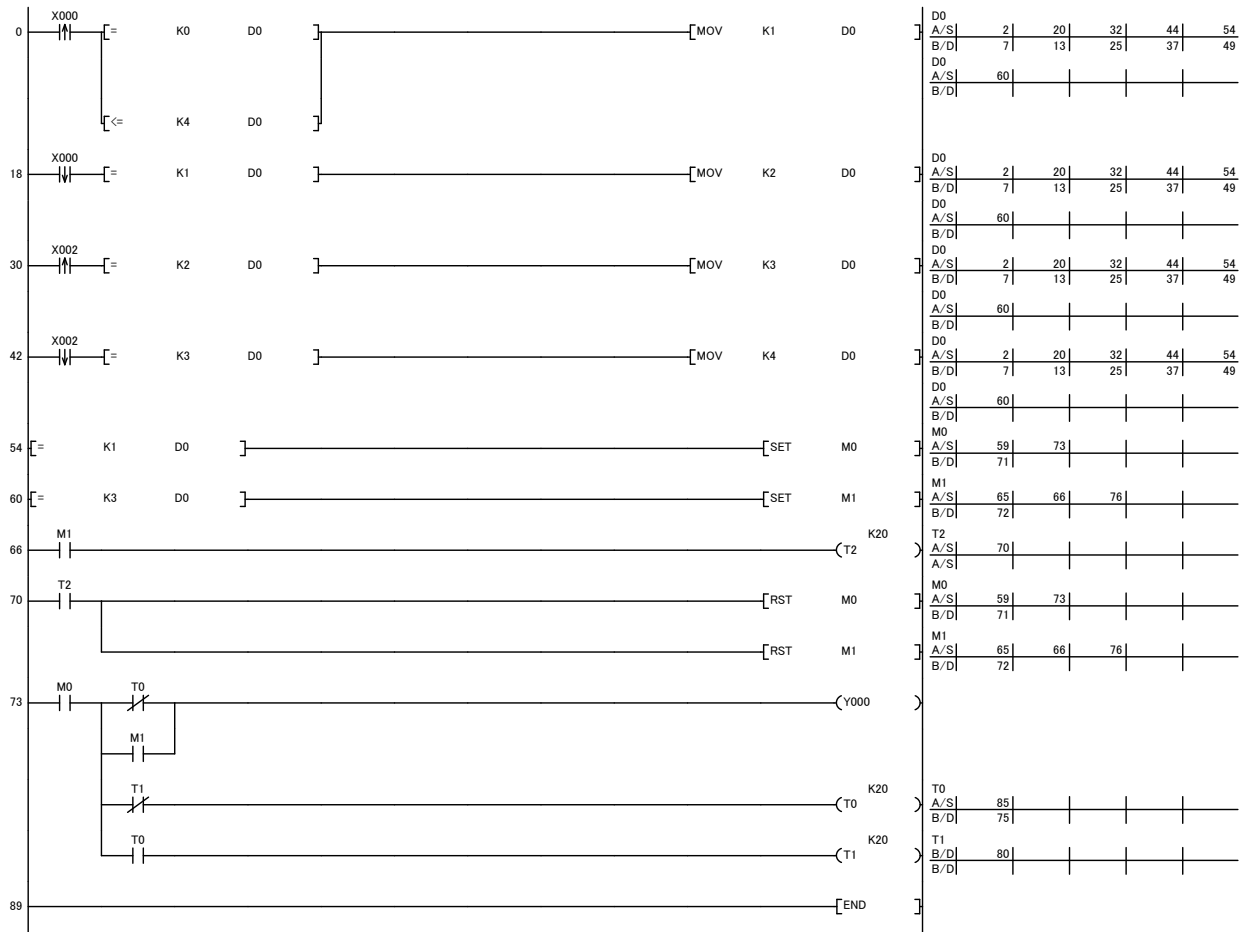 X000 D0
0 [= K0 D0 ] [MOV K1 D0 ] A/S 2 20 32 44 54
B/D 7 13 25 37 49
D0
A/S 60
B/D
[<= K4 D0 ]
X000 D0
18 [= K1 D0 ] [MOV K2 D0 ] A/S 2 20 32 44 54
B/D 7 13 25 37 49
D0
A/S 60
B/D
X002 D0
30 [= K2 D0 ] [MOV K3 D0 ] A/S 2 20 32 44 54
B/D 7 13 25 37 49
D0
A/S 60
B/D
X002 D0
42 [= K3 D0 ] [MOV K4 D0 ] A/S 2 20 32 44 54
B/D 7 13 25 37 49
D0
A/S 60
B/D
M0
54 [= K1 D0 ] [SET M0 ] A/S 59 73
B/D 71
M1
60 [= K3 D0 ] [SET M1 ] A/S 65 66 76
B/D 72
M1 K20 T2
66 (T2 ) A/S 70
A/S
T2 M0
70 [RST M0 ] A/S 59 73
B/D 71
M1
[RST M1 ] A/S 65 66 76
B/D 72
M0 T0
73 (Y000 )
M1
T1 K20 T0
(T0 ) A/S 85
B/D 75
T0 K20 T1
(T1 ) B/D 80
B/D
89 [END ]